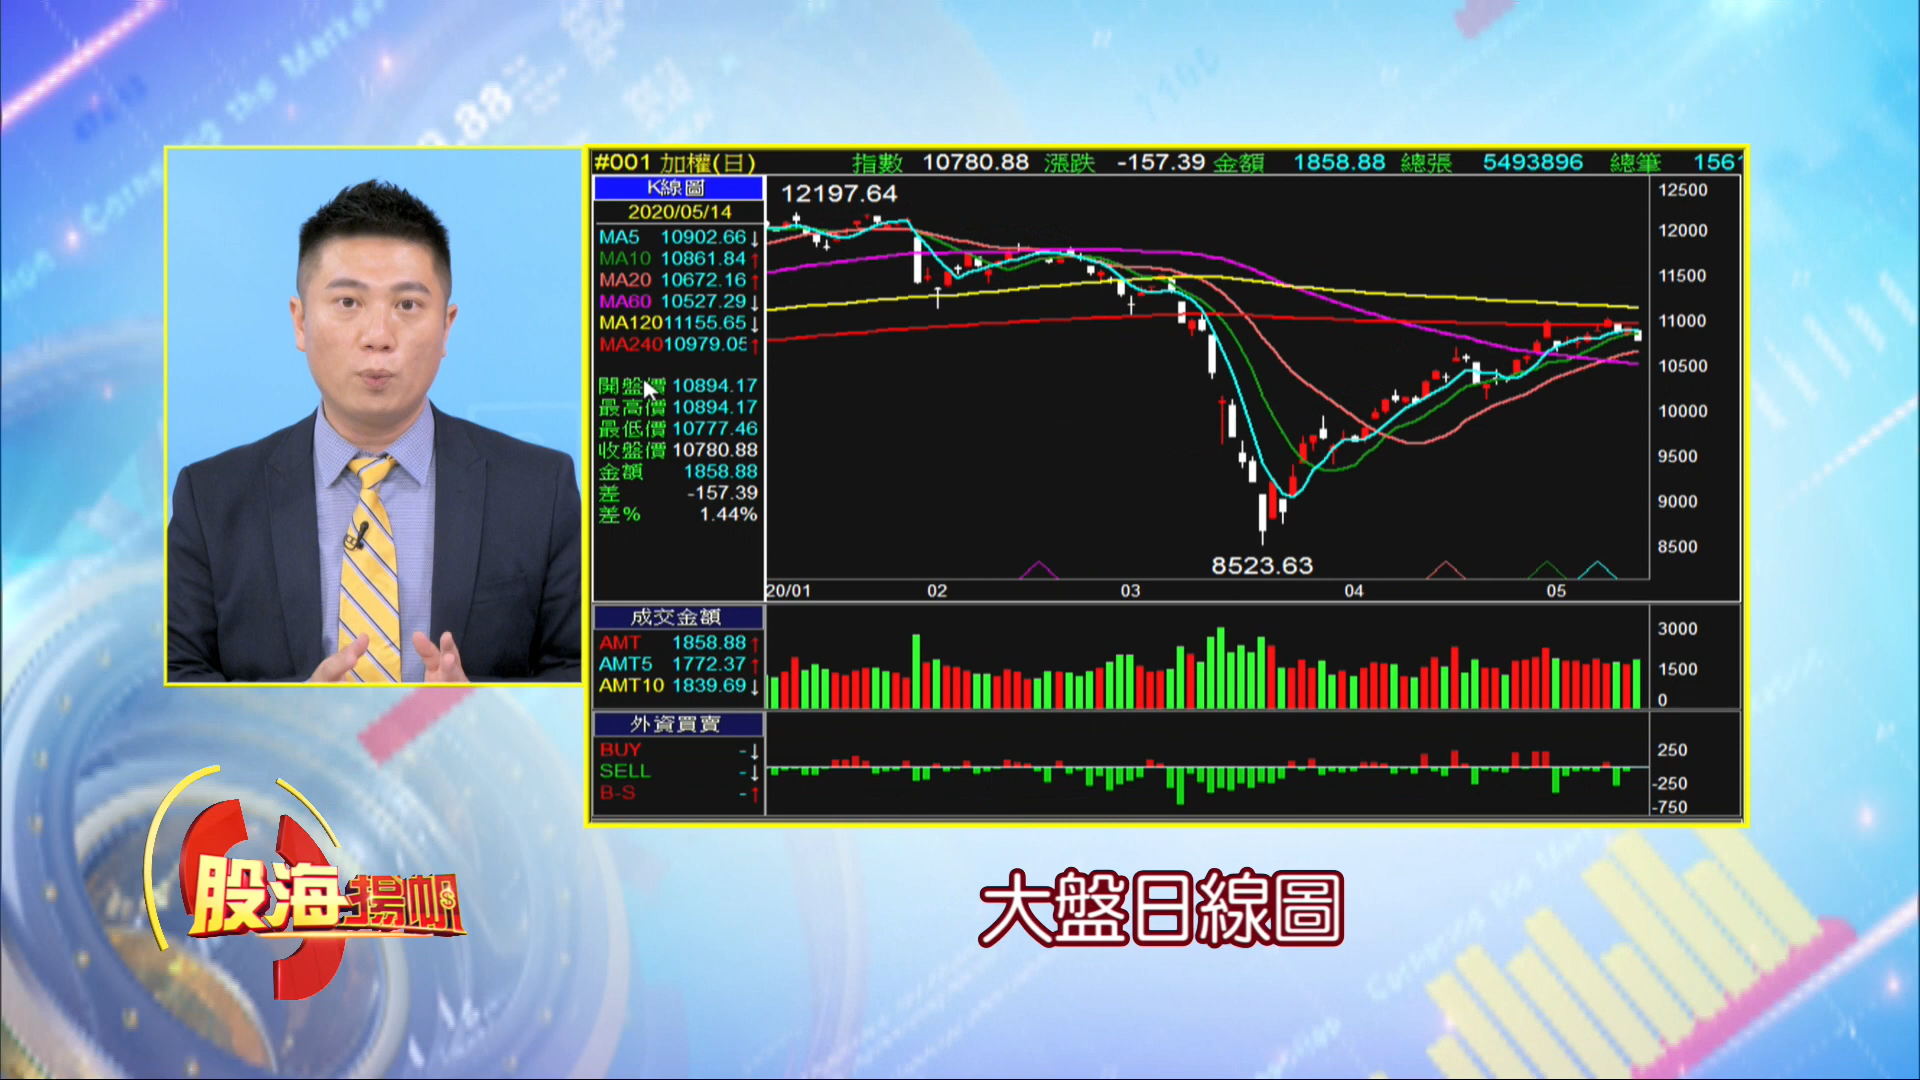 #001 加權(日) 指數 10780.88 漲跌 -157.39 金額 1858.88 總張 5493896 總筆 156
K線圖
2020/05/14
MA5 10902.66↓
MA10 10861.84↑
MA20 10672.16↑
MA60 10527.29↓
MA120 11155.65↓
MA240 10979.05↑
開盤價 10894.17
最高價 10894.17
最低價 10777.46
收盤價 10780.88
金額 1858.88
差 -157.39
差% 1.44%
12197.64
8523.63
12500
12000
11500
11000
10500
10000
9500
9000
8500
20/01 02 03 04 05
成交金額
AMT 1858.88↑
AMT5 1772.37↑
AMT10 1839.69↓
3000
1500
0
外資買賣
BUY -↓
SELL -↓
B-S -↑
250
-250
-750
股海揚帆
大盤日線圖